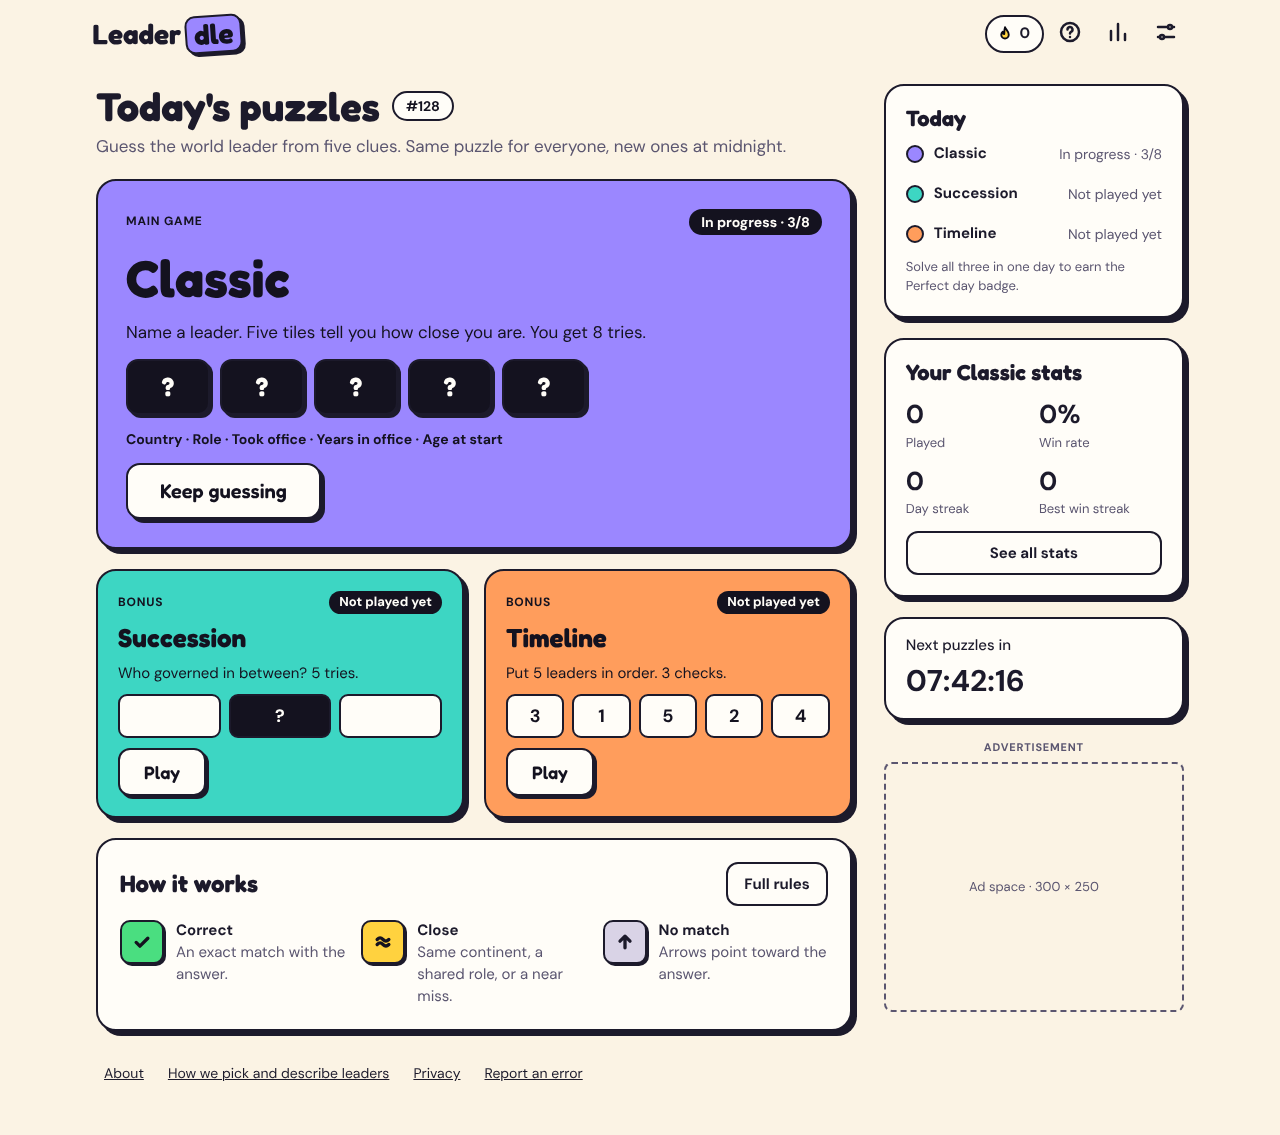 Leader dle
0
Today's puzzles
#128
Guess the world leader from five clues. Same puzzle for everyone, new ones at midnight.
MAIN GAME
In progress · 3/8
Classic
Name a leader. Five tiles tell you how close you are. You get 8 tries.
? ? ? ? ?
Country · Role · Took office · Years in office · Age at start
Keep guessing
BONUS
Not played yet
Succession
Who governed in between? 5 tries.
?
Play
BONUS
Not played yet
Timeline
Put 5 leaders in order. 3 checks.
3 1 5 2 4
Play
How it works
Full rules
Correct
An exact match with the
answer.
Close
Same continent, a
shared role, or a near
miss.
No match
Arrows point toward the
answer.
Today
Classic In progress · 3/8
Succession Not played yet
Timeline Not played yet
Solve all three in one day to earn the
Perfect day badge.
Your Classic stats
0 0%
Played Win rate
0 0
Day streak Best win streak
See all stats
Next puzzles in
07:42:16
ADVERTISEMENT
Ad space · 300 × 250
About How we pick and describe leaders Privacy Report an error